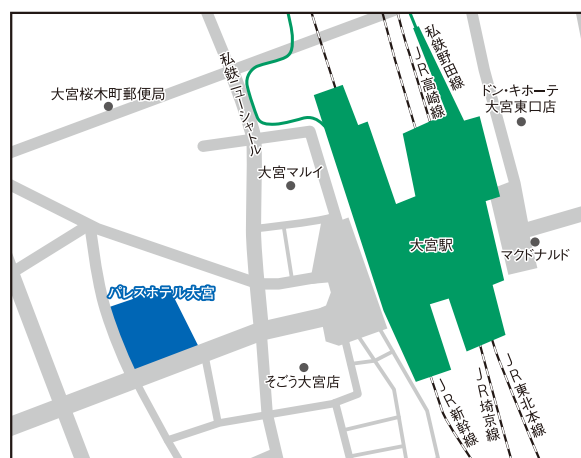 私鉄ニューシャトル
JR高崎線
私鉄野田線
大宮桜木町郵便局
ドン・キホーテ
大宮東口店
大宮マルイ
大宮駅
マクドナルド
パレスホテル大宮
そごう大宮店
JR新幹線
JR埼京線
JR東北本線